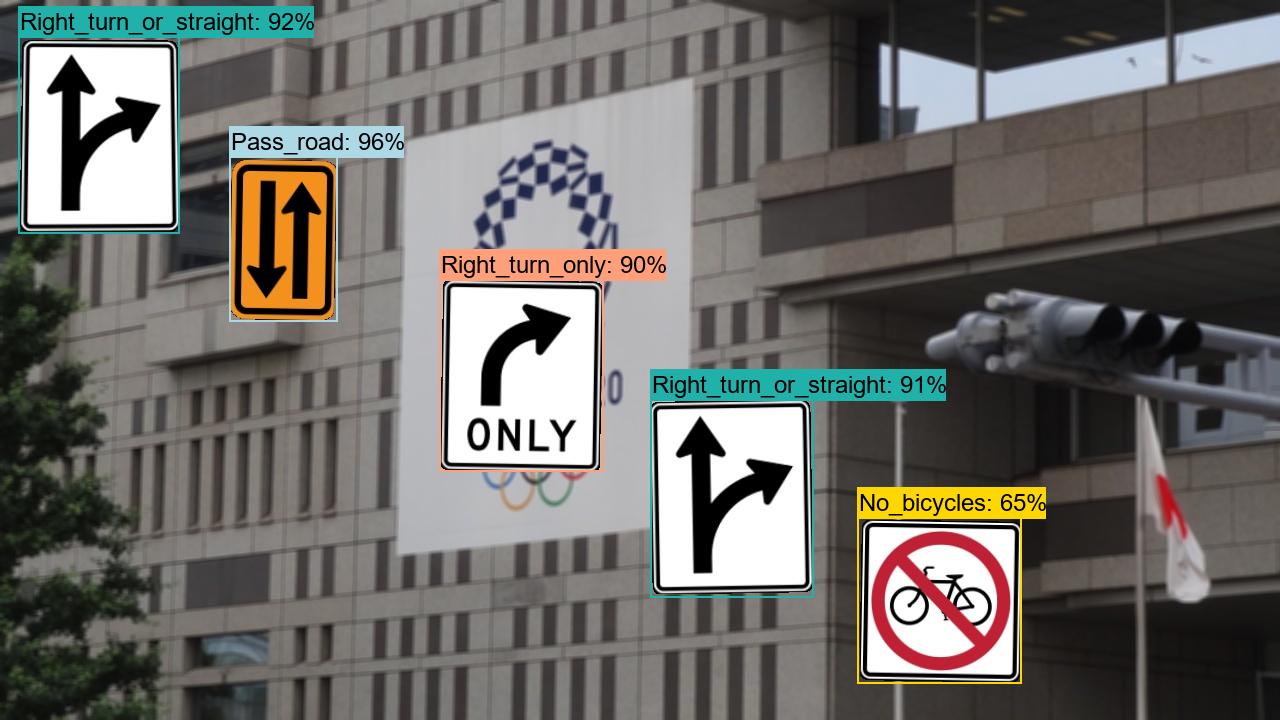 Right_turn_or_straight: 92%
Pass_road: 96%
Right_turn_only: 90%
ONLY
Right_turn_or_straight: 91%
No_bicycles: 65%